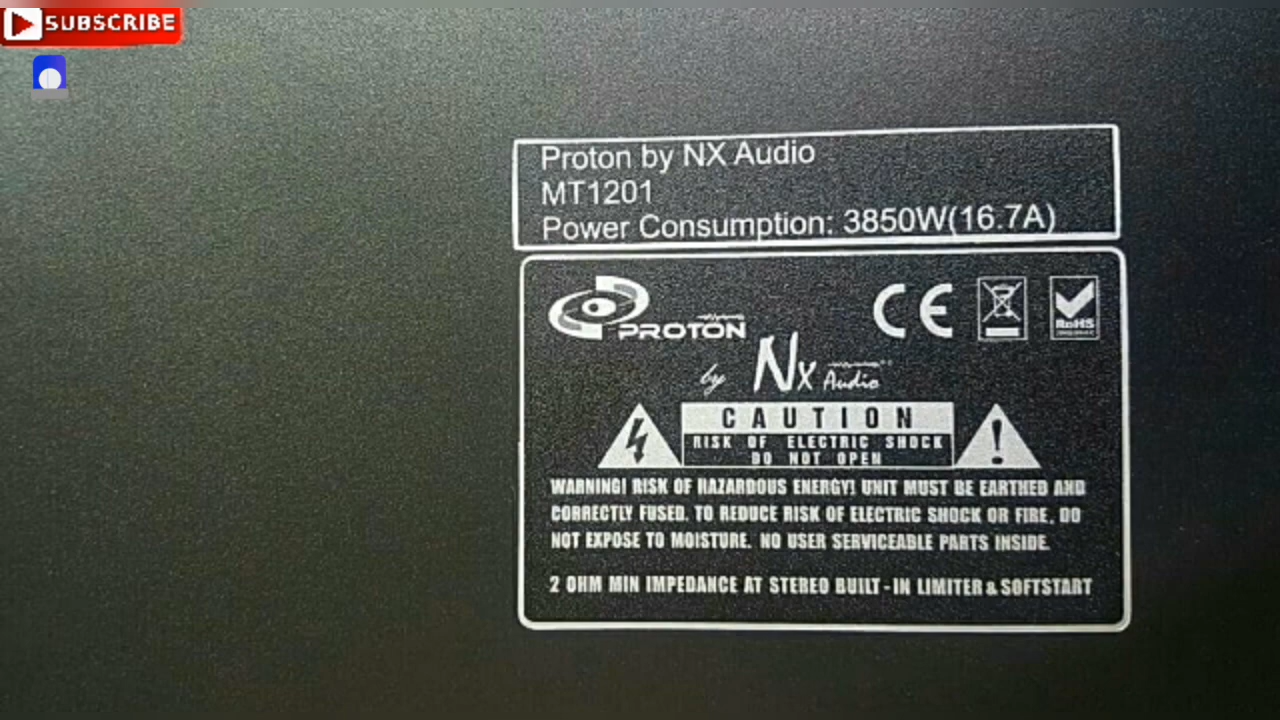 SUBSCRIBE
Proton by NX Audio
MT1201
Power Consumption: 3850W(16.7A)
PROTON
by Nx Audio
CE
RoHS
CAUTION
RISK OF ELECTRIC SHOCK
DO NOT OPEN
WARNING! RISK OF HAZARDOUS ENERGY! UNIT MUST BE EARTHED AND
CORRECTLY FUSED. TO REDUCE RISK OF ELECTRIC SHOCK OR FIRE, DO
NOT EXPOSE TO MOISTURE. NO USER SERVICEABLE PARTS INSIDE.
2 OHM MIN IMPEDANCE AT STEREO BUILT-IN LIMITER & SOFTSTART